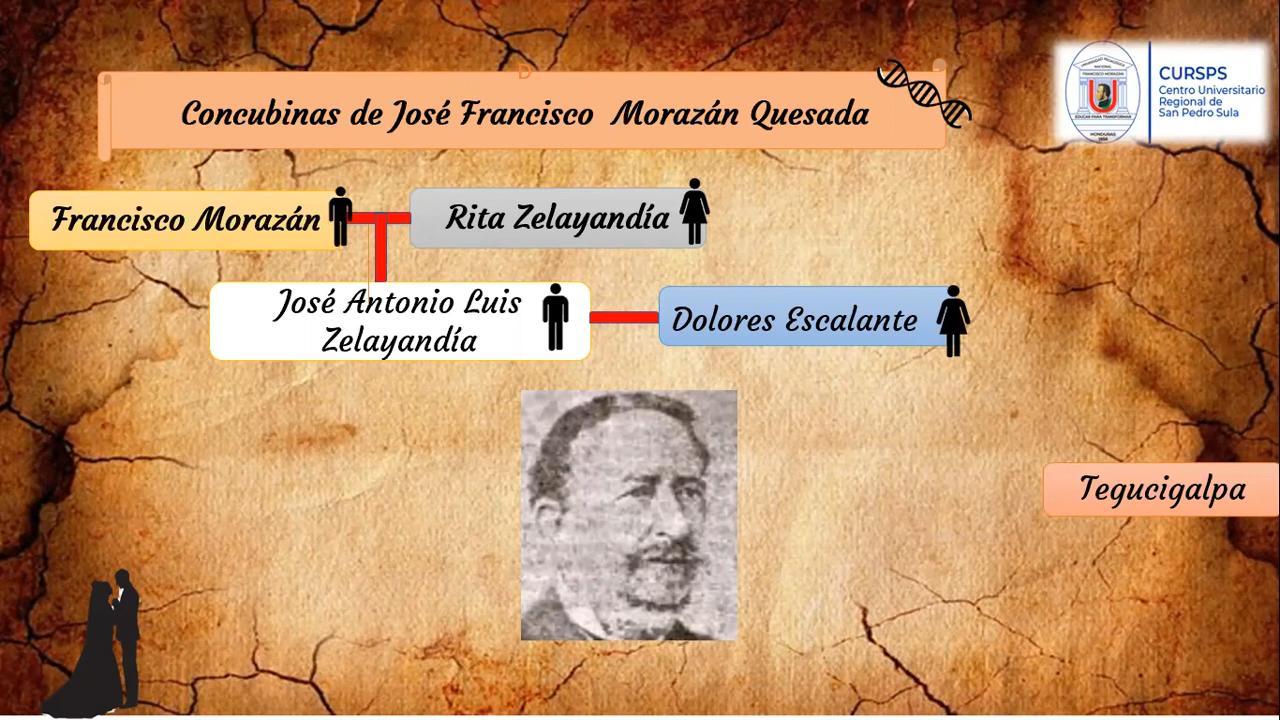 Concubinas de José Francisco Morazán Quesada
CURSPS
Centro Universitario
Regional de
San Pedro Sula
Francisco Morazán
Rita Zelayandía
José Antonio Luis
Zelayandía
Dolores Escalante
Tegucigalpa